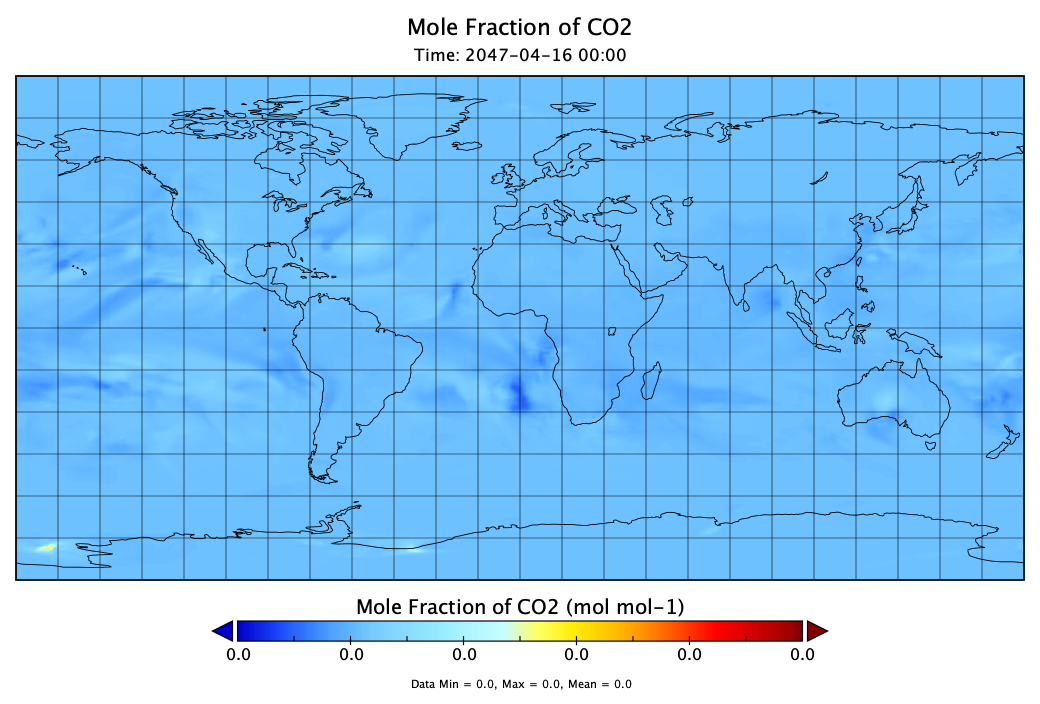 Mole Fraction of CO2
Time: 2047-04-16 00:00
Mole Fraction of CO2 (mol mol-1)
0.0 0.0 0.0 0.0 0.0 0.0
Data Min = 0.0, Max = 0.0, Mean = 0.0